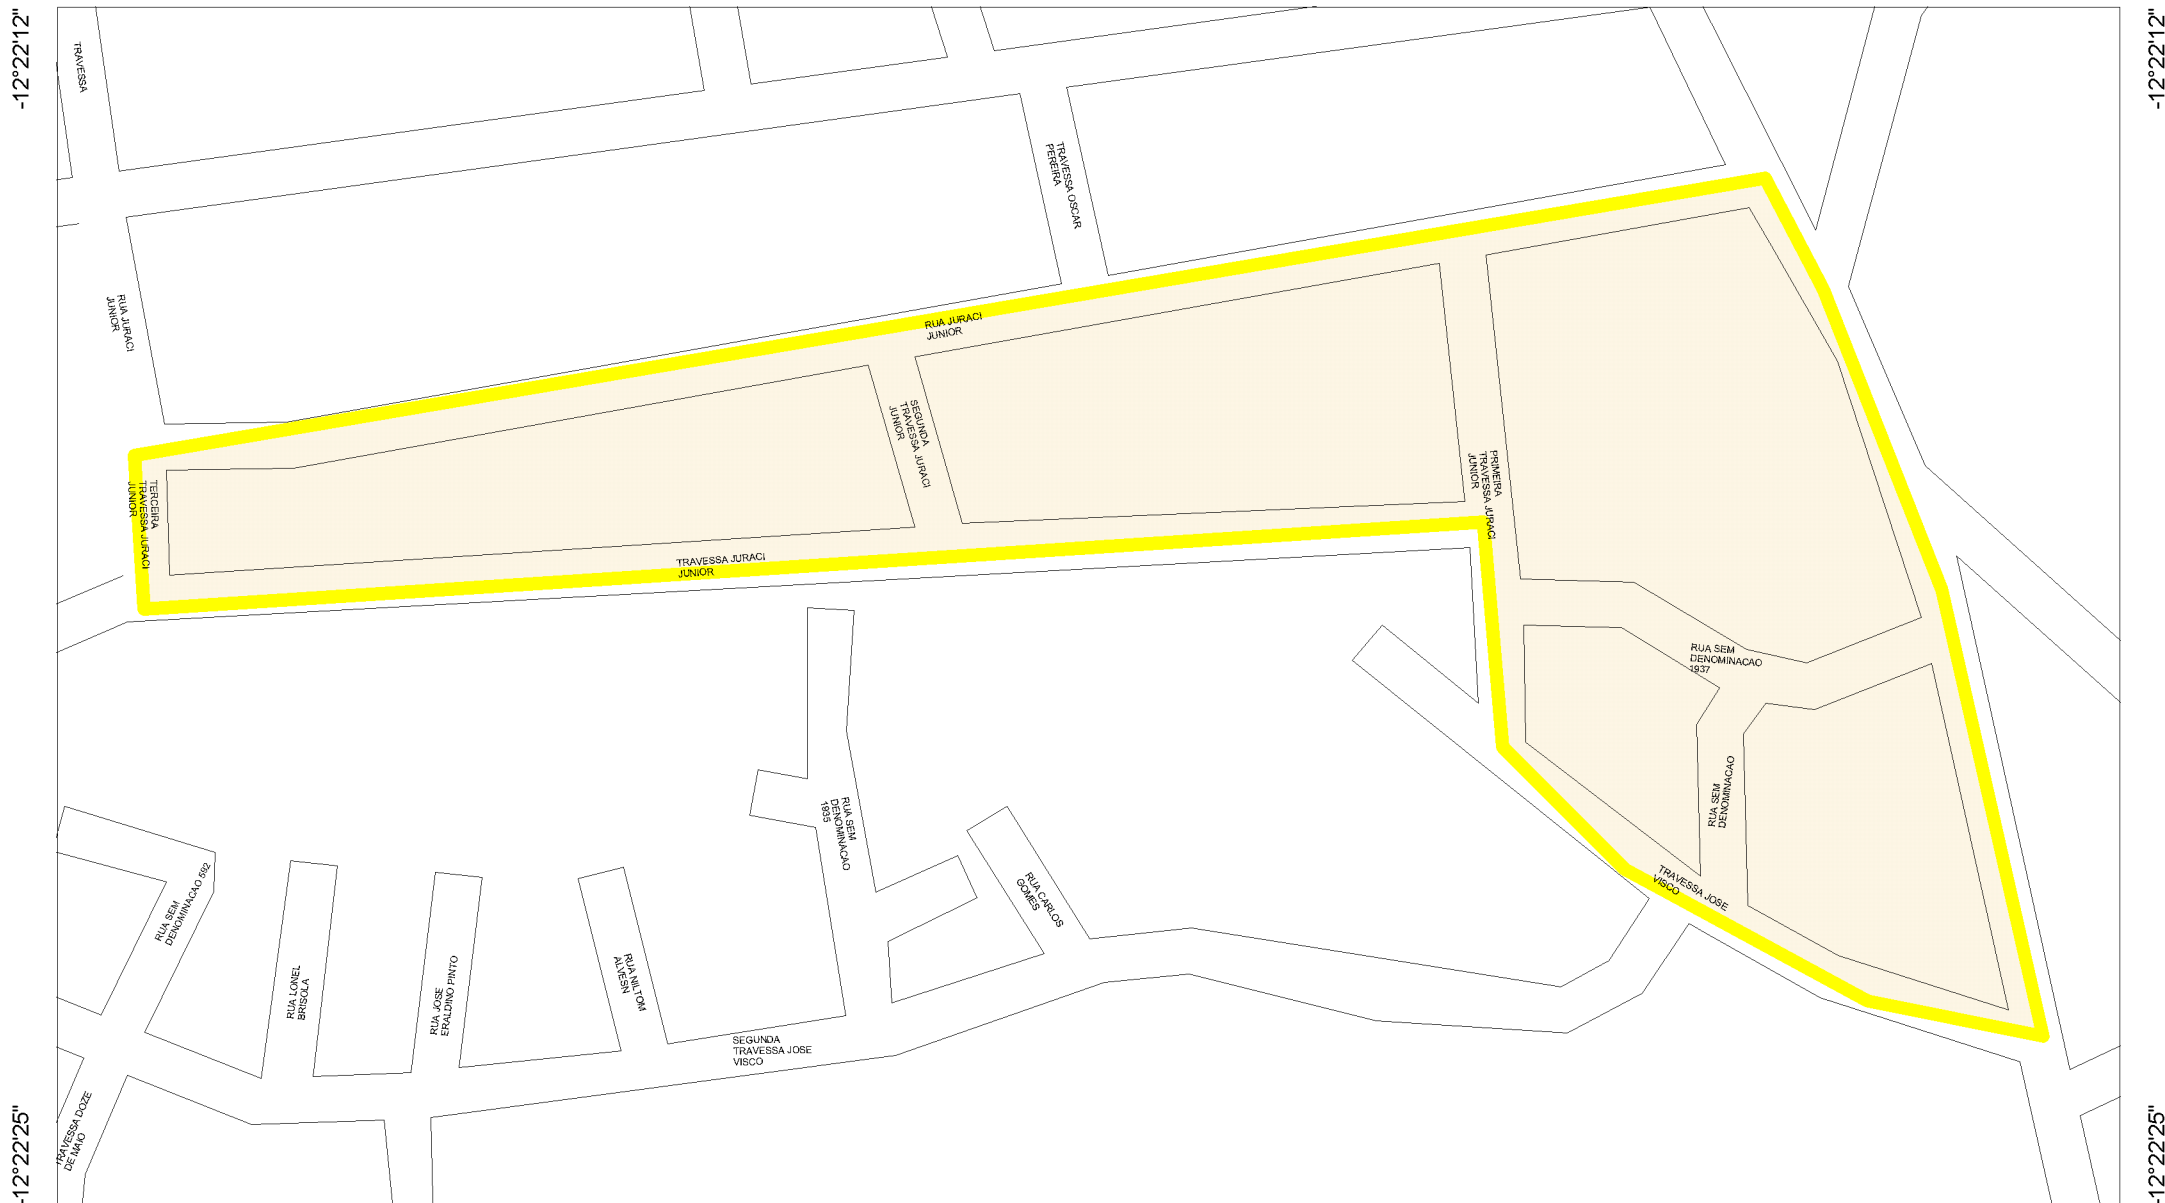 -12°22'12"
-12°22'12"
TRAVESSA
TRAVESSA OSCAR
PEREIRA
RUA JURACI
JUNIOR
RUA JURACI
JUNIOR
SEGUNDA
TRAVESSA JURACI
JUNIOR
PRIMEIRA
TRAVESSA JURACI
JUNIOR
TERCEIRA
TRAVESSA JURACI
JUNIOR
TRAVESSA JURACI
JUNIOR
RUA SEM
DENOMINACAO
1937
RUA SEM
DENOMINACAO
RUA SEM
DENOMINACAO
1935
TRAVESSA JOSE
VISCO
RUA CARLOS
GOMES
RUA SEM
DENOMINACAO 592
RUA LONEL
BRISOLA
RUA JOSE
ERALDINO PINTO
RUA NILTOM
ALVESN
SEGUNDA
TRAVESSA JOSE
VISCO
TRAVESSA DOZE
DE MAIO
-12°22'25"
-12°22'25"